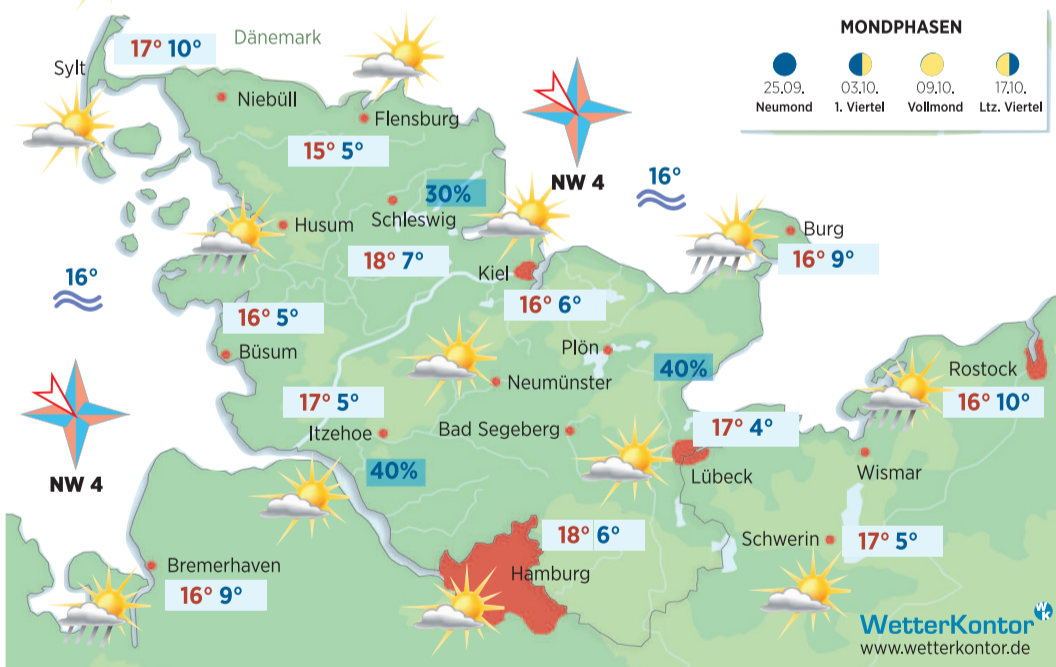 MONDPHASEN
25.09. 03.10. 09.10. 17.10.
Neumond 1. Viertel Vollmond Ltz. Viertel
17° 10°
Dänemark
Sylt
Niebüll
Flensburg
15° 5°
NW 4
16°
30%
Schleswig
Husum
Burg
18° 7°
Kiel
16° 9°
16°
16° 5°
16° 6°
Büsum
Plön
40%
Rostock
Neumünster
17° 5°
16° 10°
Itzehoe
Bad Segeberg
17° 4°
40%
Lübeck
Wismar
NW 4
18° 6°
Schwerin
17° 5°
Bremerhaven
Hamburg
16° 9°
WetterKontor WK
www.wetterkontor.de